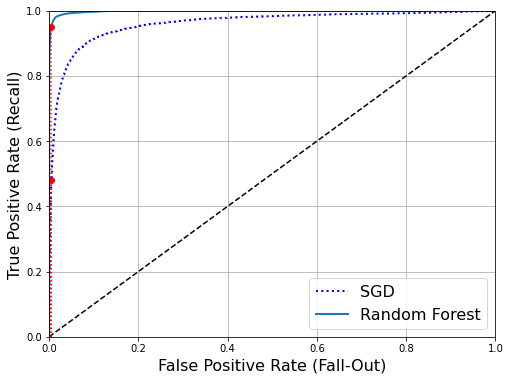 True Positive Rate (Recall)
1.0
0.8
0.6
0.4
0.2
0.0
SGD
Random Forest
0.0 0.2 0.4 0.6 0.8 1.0
False Positive Rate (Fall-Out)